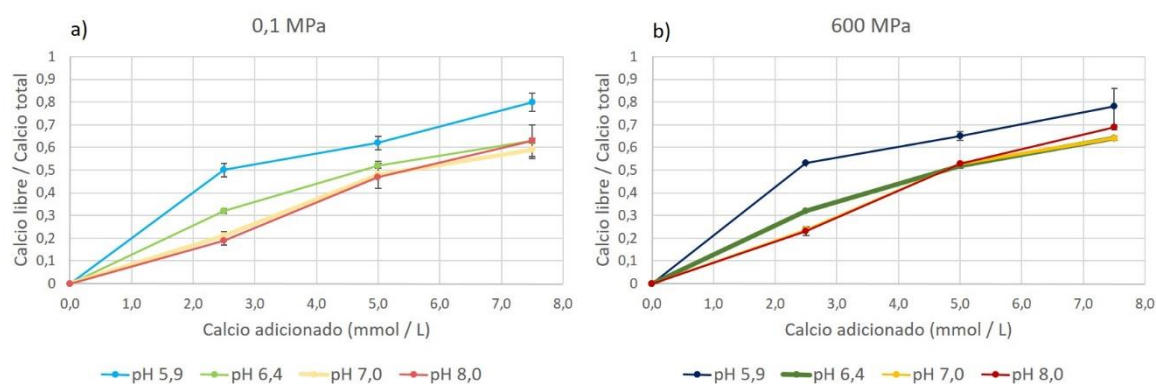 a)
0,1 MPa
Calcio libre / Calcio total
1
0,9
0,8
0,7
0,6
0,5
0,4
0,3
0,2
0,1
0
0,0 1,0 2,0 3,0 4,0 5,0 6,0 7,0 8,0
Calcio adicionado (mmol / L)
pH 5,9 pH 6,4 pH 7,0 pH 8,0
b)
600 MPa
Calcio libre / Calcio total
1
0,9
0,8
0,7
0,6
0,5
0,4
0,3
0,2
0,1
0
0,0 1,0 2,0 3,0 4,0 5,0 6,0 7,0 8,0
Calcio adicionado (mmol / L)
pH 5,9 pH 6,4 pH 7,0 pH 8,0